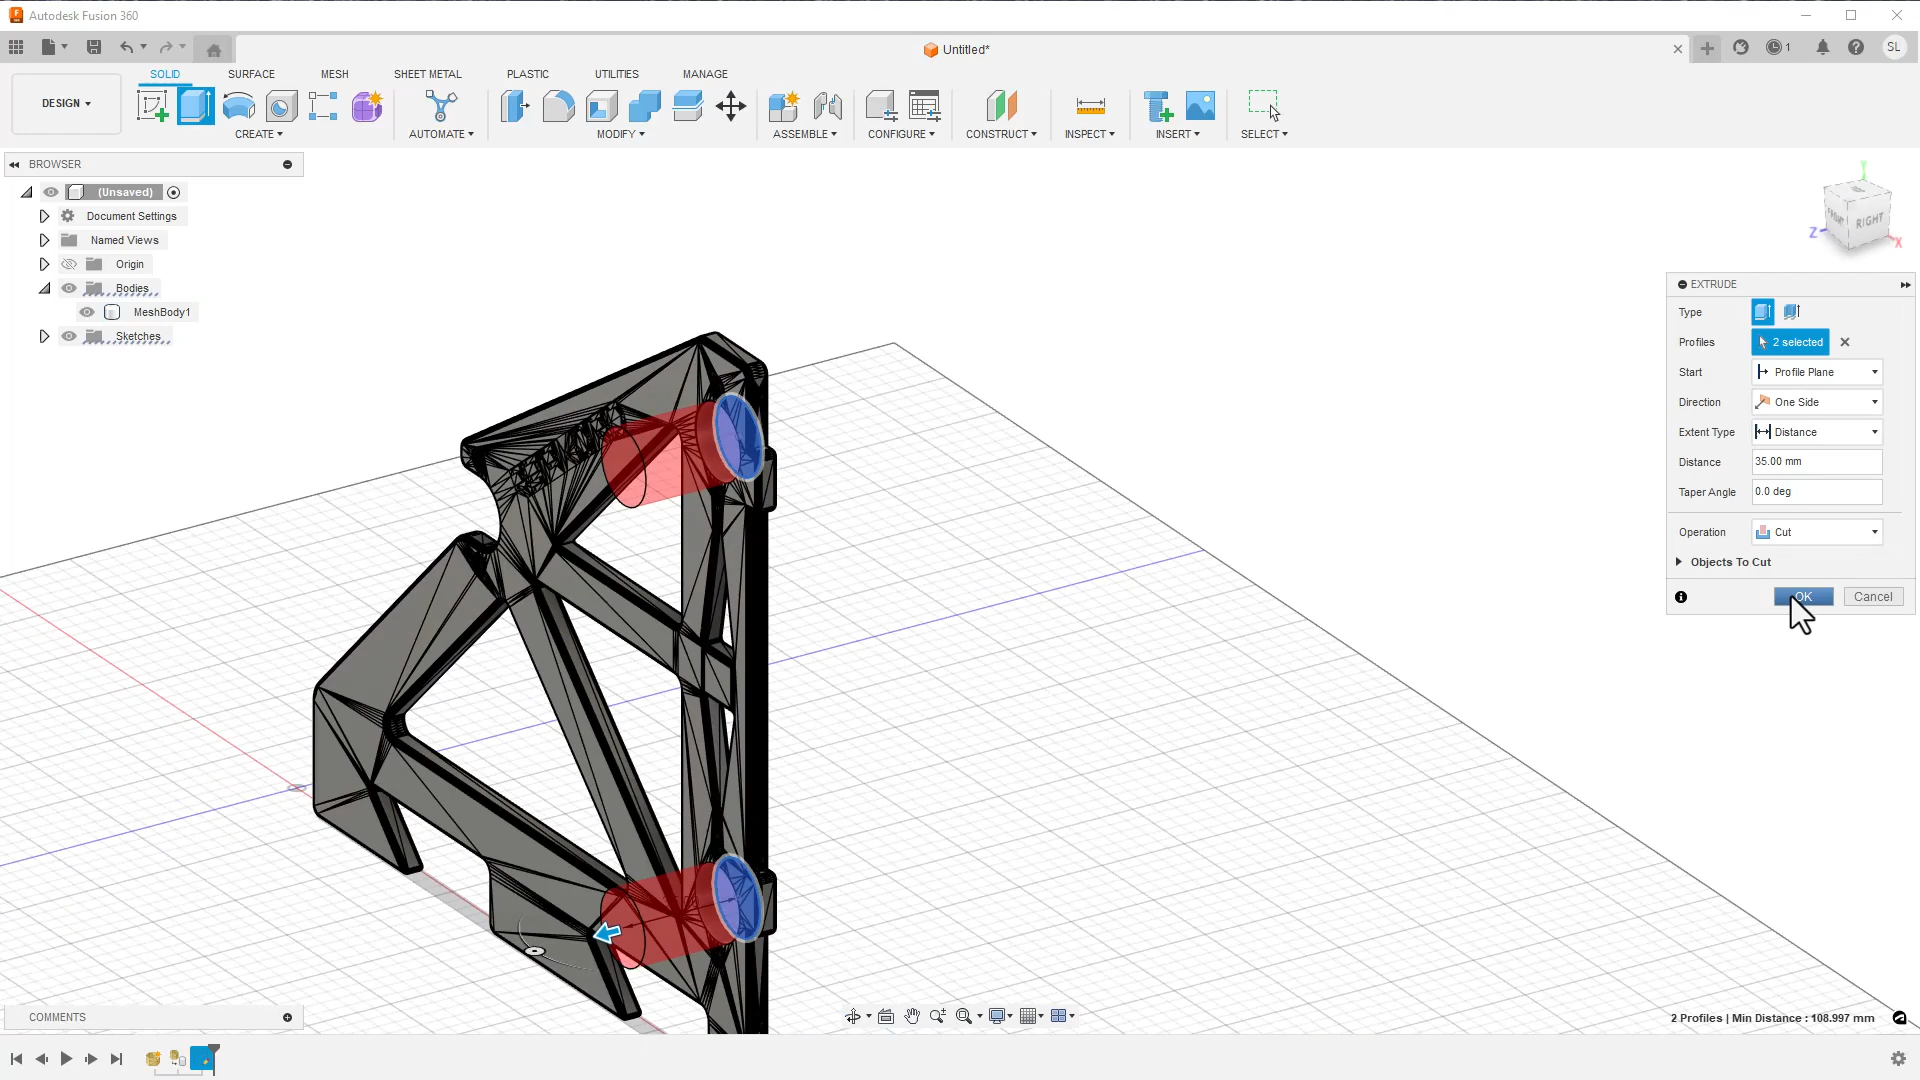 Autodesk Fusion 360
Untitled*
1
SL
DESIGN
SOLID SURFACE MESH SHEET METAL PLASTIC UTILITIES MANAGE
CREATE AUTOMATE MODIFY ASSEMBLE CONFIGURE CONSTRUCT INSPECT INSERT SELECT
BROWSER
(Unsaved)
Document Settings
Named Views
Origin
Bodies
MeshBody1
Sketches
Y
FRONT RIGHT
Z X
EXTRUDE
Type
Profiles 2 selected
Start Profile Plane
Direction One Side
Extent Type Distance
Distance 35.00 mm
Taper Angle 0.0 deg
Operation Cut
Objects To Cut
OK Cancel
COMMENTS
2 Profiles | Min Distance : 108.997 mm